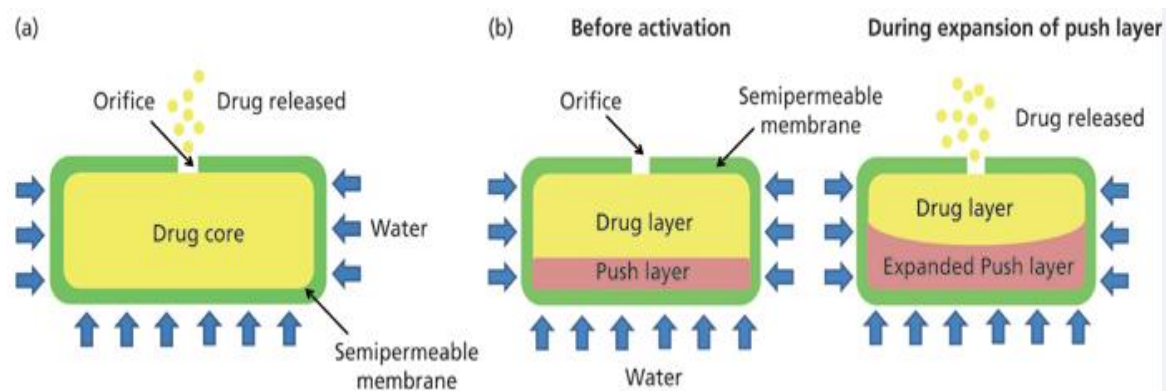 (a)
Orifice
Drug released
Drug core
Water
Semipermeable
membrane
(b)
Before activation
During expansion of push layer
Orifice
Semipermeable
membrane
Drug released
Drug layer
Push layer
Drug layer
Expanded Push layer
Water